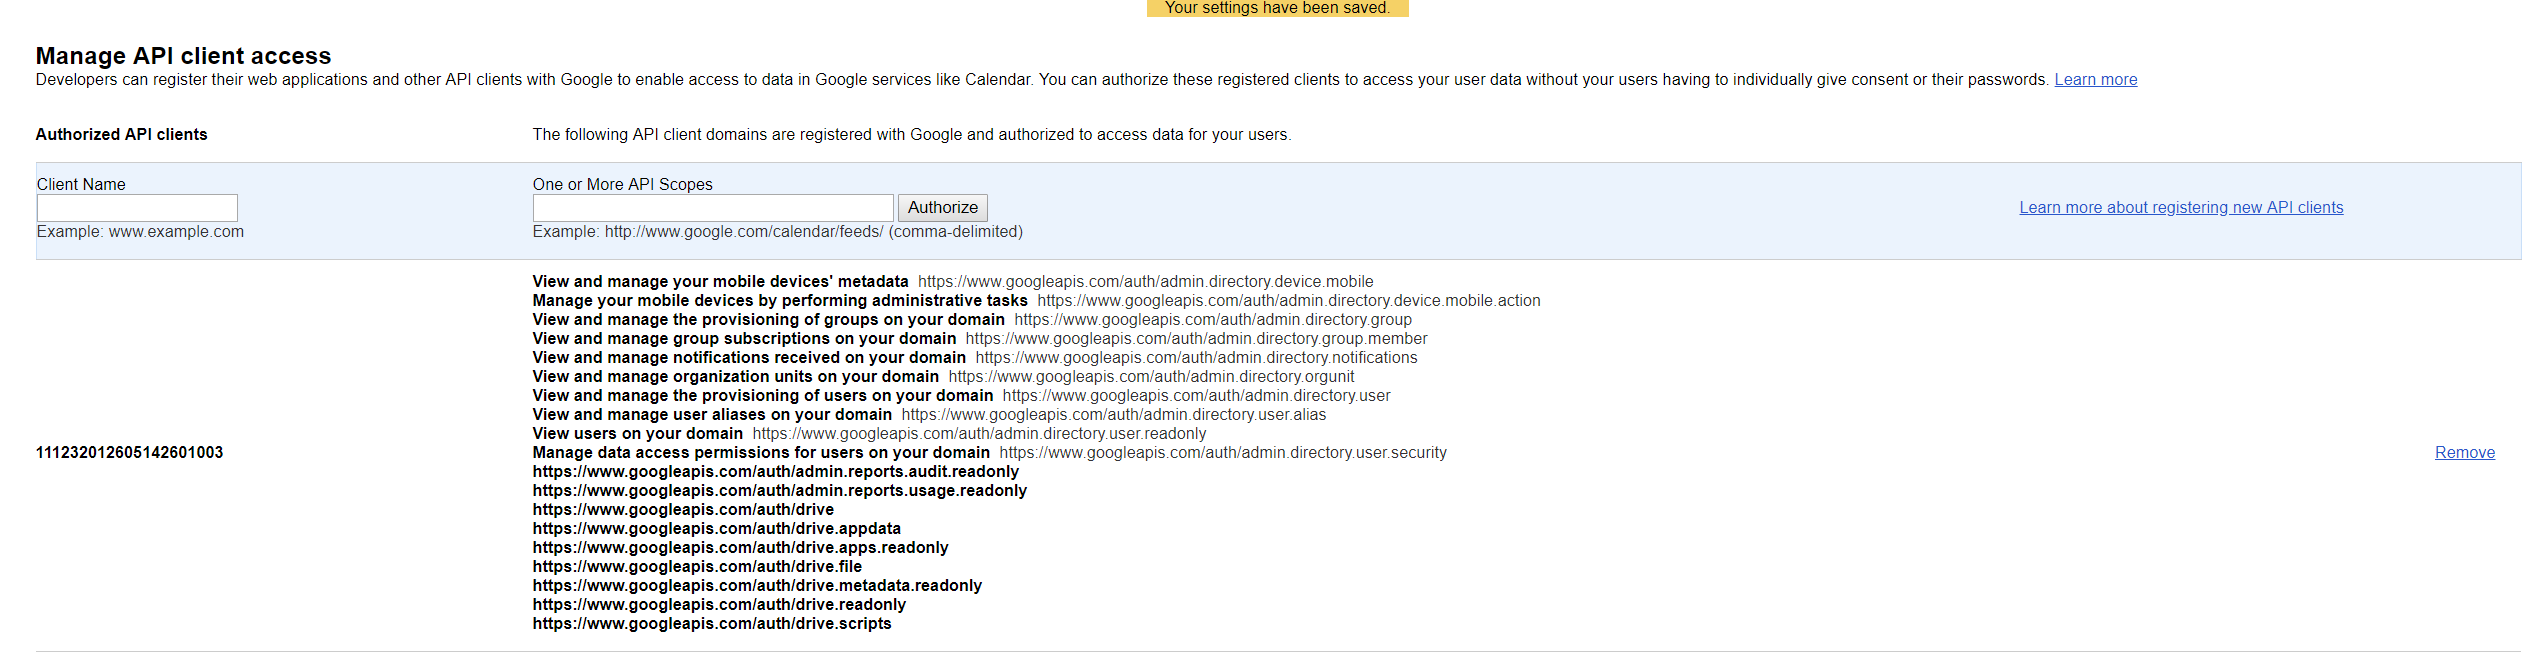 Your settings have been saved.
Manage API client access
Developers can register their web applications and other API clients with Google to enable access to data in Google services like Calendar. You can authorize these registered clients to access your user data without your users having to individually give consent or their passwords. Learn more
Authorized API clients The following API client domains are registered with Google and authorized to access data for your users.
Client Name One or More API Scopes
Authorize Learn more about registering new API clients
Example: www.example.com Example: http://www.google.com/calendar/feeds/ (comma-delimited)
View and manage your mobile devices' metadata https://www.googleapis.com/auth/admin.directory.device.mobile
Manage your mobile devices by performing administrative tasks https://www.googleapis.com/auth/admin.directory.device.mobile.action
View and manage the provisioning of groups on your domain https://www.googleapis.com/auth/admin.directory.group
View and manage group subscriptions on your domain https://www.googleapis.com/auth/admin.directory.group.member
View and manage notifications received on your domain https://www.googleapis.com/auth/admin.directory.notifications
View and manage organization units on your domain https://www.googleapis.com/auth/admin.directory.orgunit
View and manage the provisioning of users on your domain https://www.googleapis.com/auth/admin.directory.user
View and manage user aliases on your domain https://www.googleapis.com/auth/admin.directory.user.alias
View users on your domain https://www.googleapis.com/auth/admin.directory.user.readonly
111232012605142601003 Manage data access permissions for users on your domain https://www.googleapis.com/auth/admin.directory.user.security Remove
https://www.googleapis.com/auth/admin.reports.audit.readonly
https://www.googleapis.com/auth/admin.reports.usage.readonly
https://www.googleapis.com/auth/drive
https://www.googleapis.com/auth/drive.appdata
https://www.googleapis.com/auth/drive.apps.readonly
https://www.googleapis.com/auth/drive.file
https://www.googleapis.com/auth/drive.metadata.readonly
https://www.googleapis.com/auth/drive.readonly
https://www.googleapis.com/auth/drive.scripts